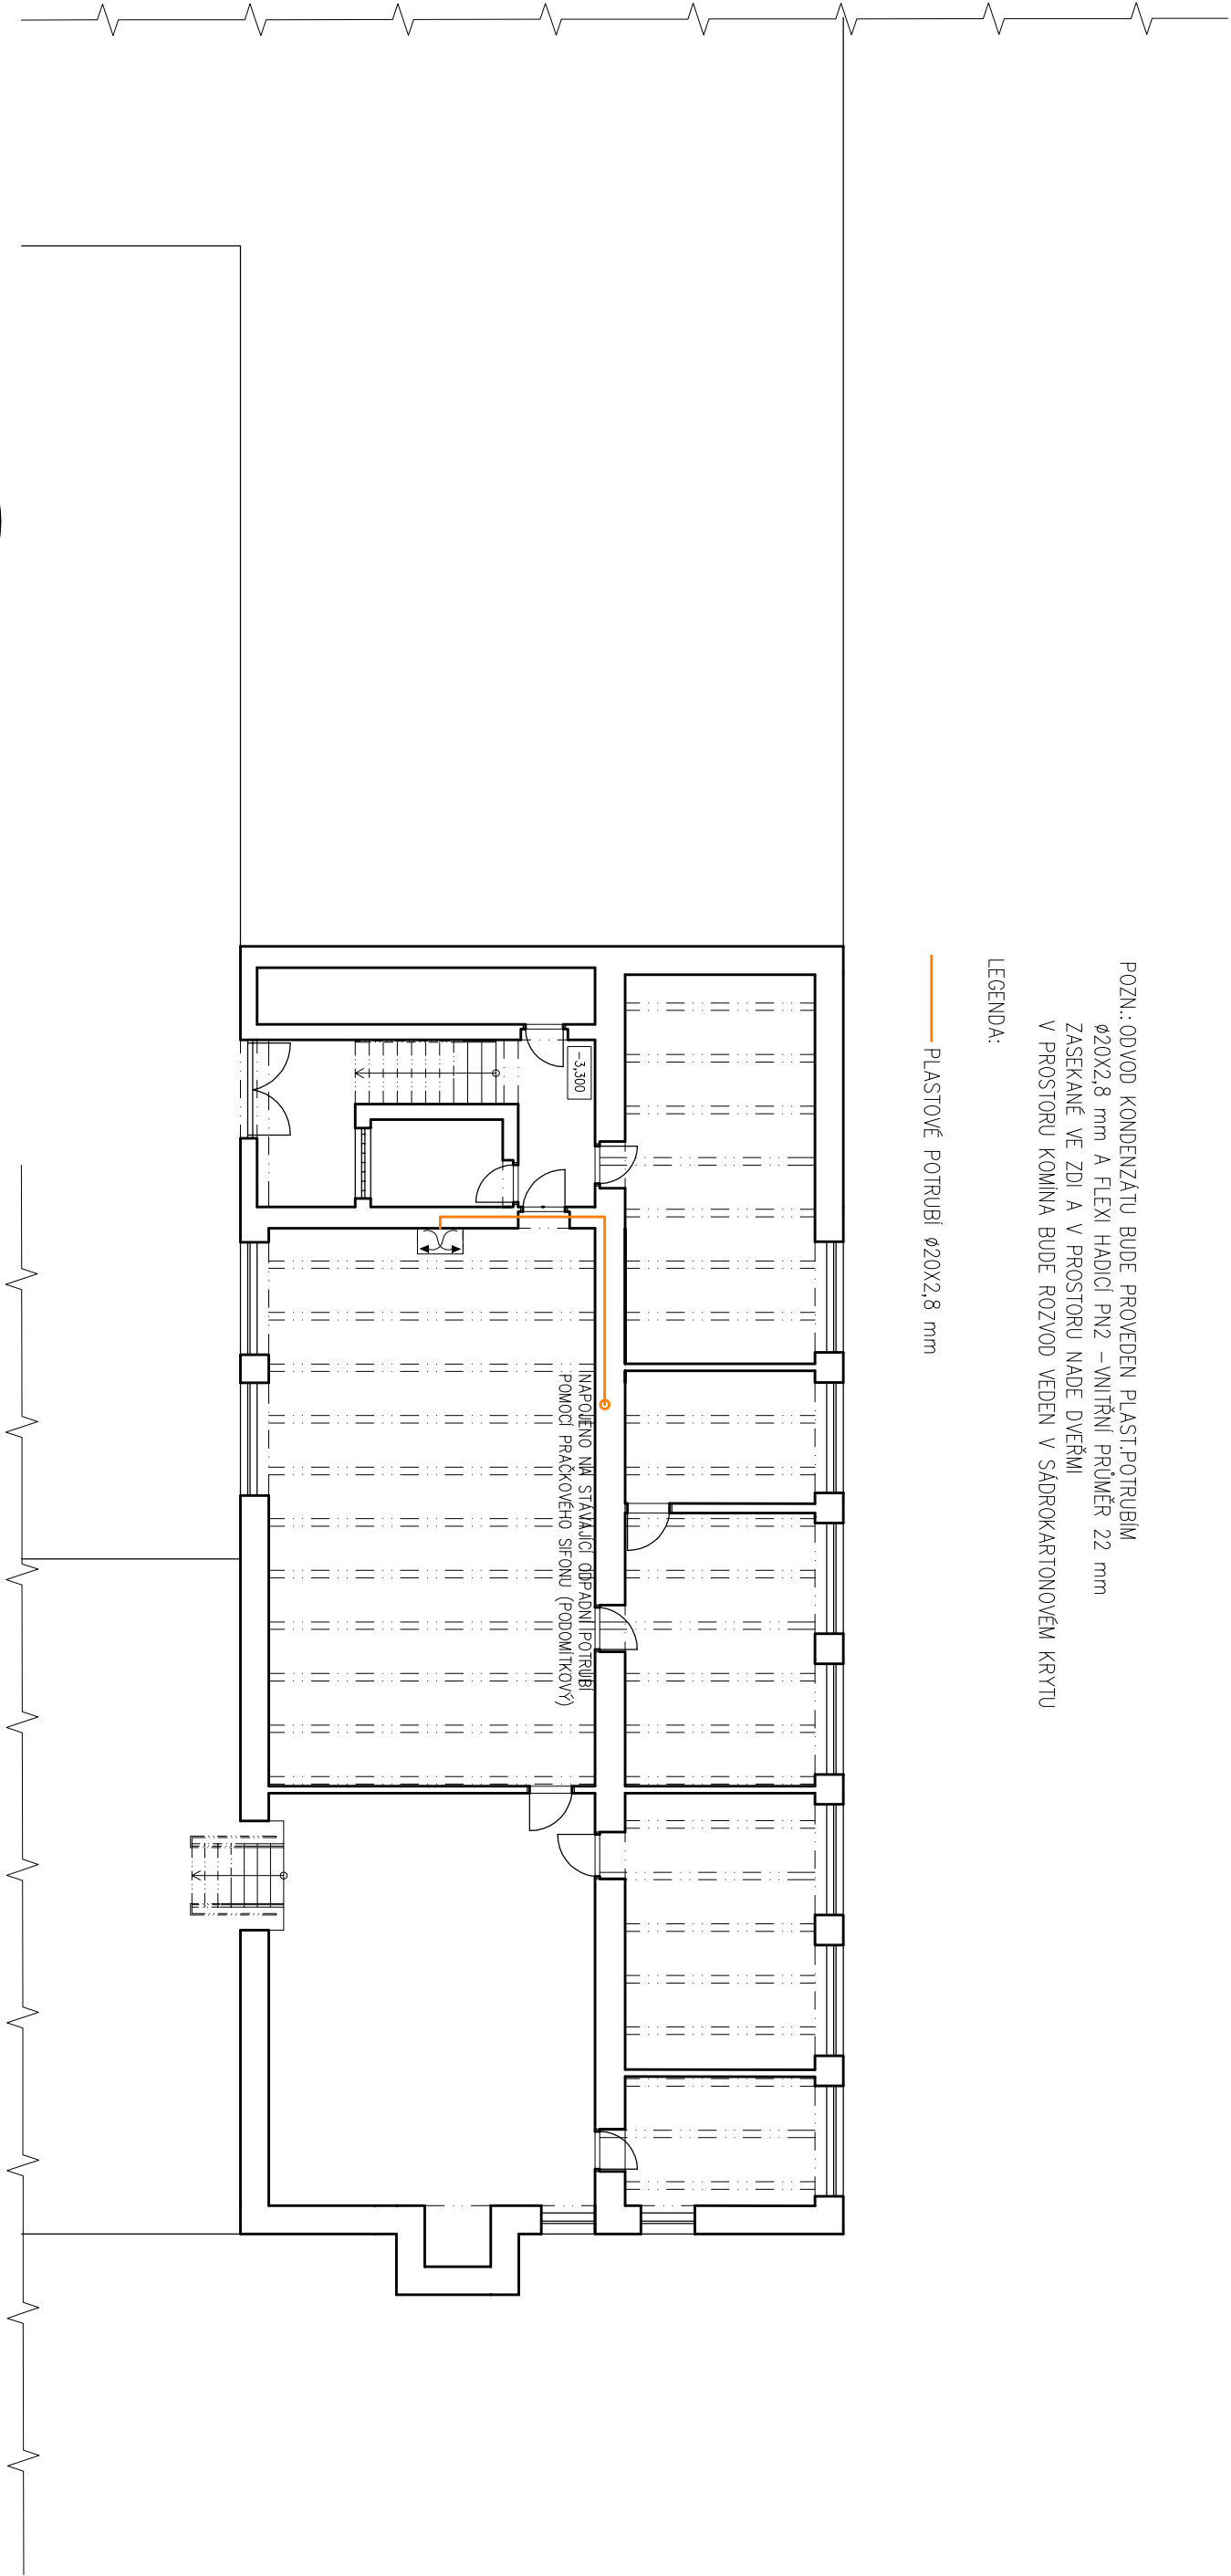 POZN.: ODVOD KONDENZÁTU BUDE PROVEDEN PLAST.POTRUBÍM
ø20X2,8 mm A FLEXI HADICÍ PN2 –VNITŘNÍ PRŮMĚR 22 mm
ZASEKANÉ VE ZDI A V PROSTORU NADE DVEŘMI
V PROSTORU KOMÍNA BUDE ROZVOD VEDEN V SÁDROKARTONOVÉM KRYTU
LEGENDA:
PLASTOVÉ POTRUBÍ ø20X2,8 mm
-3,300
NAPOJENO NA STÁVAJÍCÍ ODPADNÍ POTRUBÍ
POMOCÍ PRAČKOVÉHO SIFONU (PODOMÍTKOVÝ)